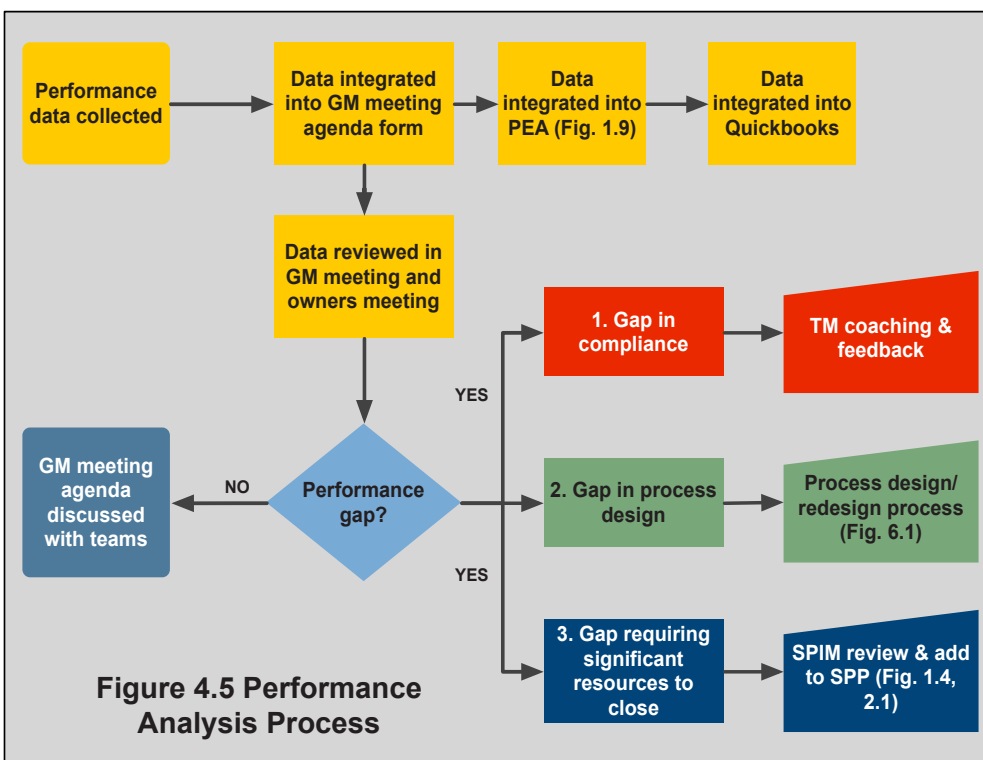 Performance
data collected
Data integrated
into GM meeting
agenda form
Data
integrated into
PEA (Fig. 1.9)
Data
integrated into
Quickbooks
Data reviewed in
GM meeting and
owners meeting
1. Gap in
compliance
TM coaching &
feedback
YES
GM meeting
agenda
discussed
with teams
NO
Performance
gap?
2. Gap in process
design
Process design/
redesign process
(Fig. 6.1)
YES
3. Gap requiring
significant
resources to
close
SPIM review & add
to SPP (Fig. 1.4,
2.1)
Figure 4.5 Performance
Analysis Process